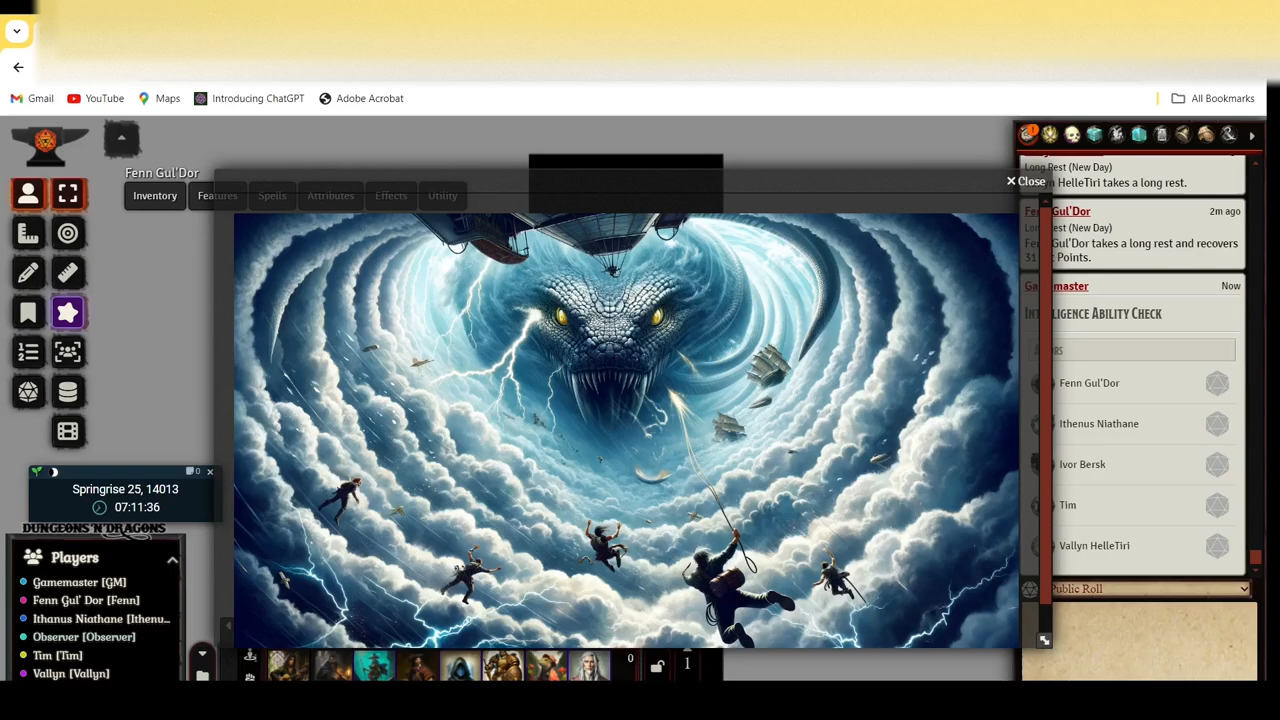 Gmail YouTube Maps Introducing ChatGPT Adobe Acrobat All Bookmarks
Fenn Gul'Dor
Inventory Features Spells Attributes Effects Utility
Close
Long Rest (New Day)
HelleTiri takes a long rest.
Gul'Dor 2m ago
Rest (New Day)
Gul'Dor takes a long rest and recovers
31 Points.
Now
Ability Check
Fenn Gul'Dor
Ithenus Niathane
Ivor Bersk
Tim
Vallyn HelleTiri
Public Roll
0
Springrise 25, 14013
07:11:36
DUNGEONS'N'DRAGONS
Players
Gamemaster [GM]
Fenn Gul' Dor [Fenn]
Ithanus Niathane [Ithenu...
Observer [Observer]
Tim [Tim]
Vallyn [Vallyn]
0
1